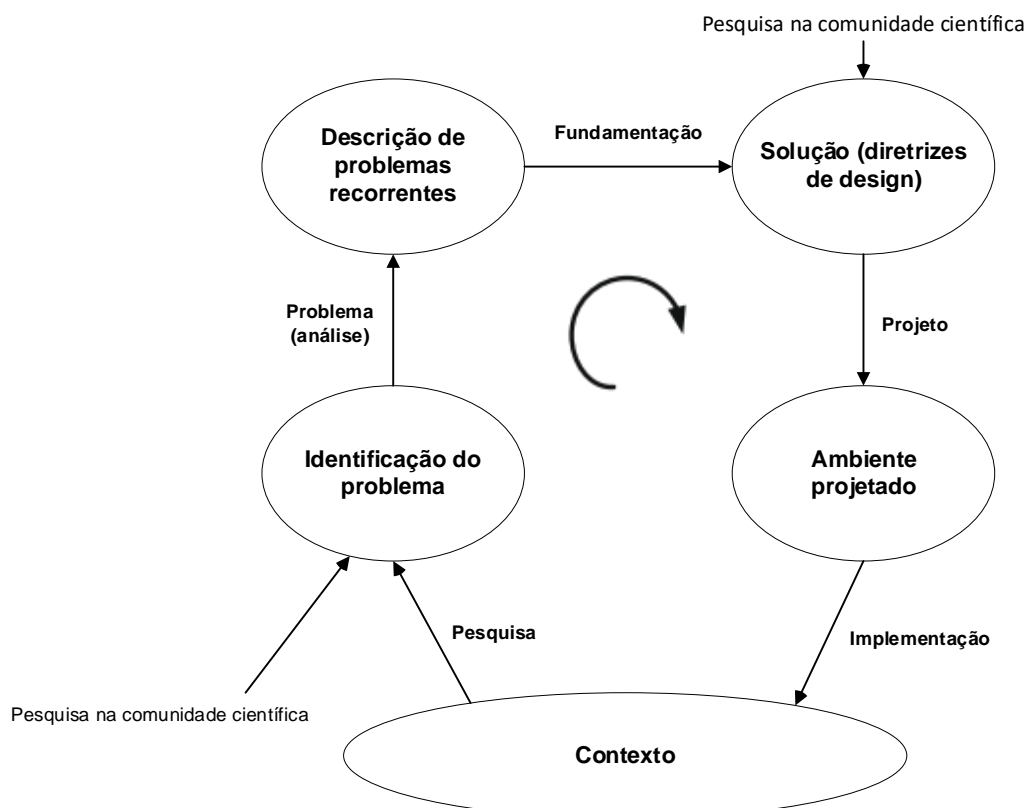 Pesquisa na comunidade científica
Descrição de
problemas
recorrentes
Fundamentação
Solução (diretrizes
de design)
Problema
(análise)
Projeto
Identificação do
problema
Ambiente
projetado
Pesquisa
Implementação
Pesquisa na comunidade científica
Contexto